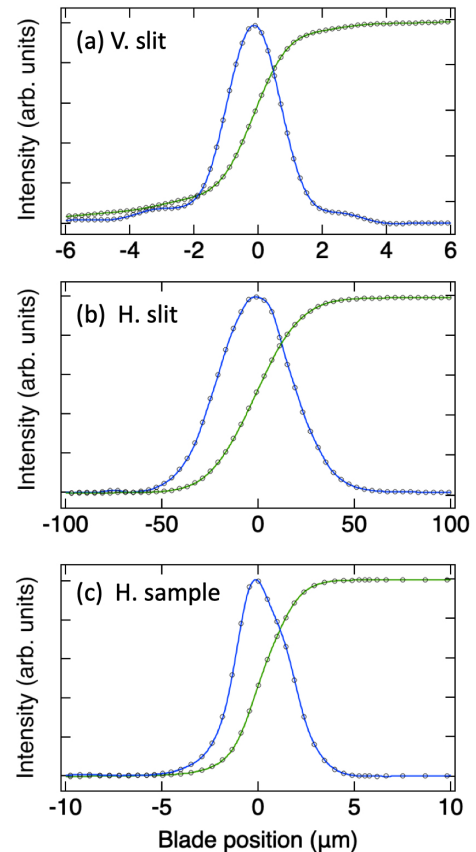 (a) V. slit
Intensity (arb. units)
-6 -4 -2 0 2 4 6
(b) H. slit
Intensity (arb. units)
-100 -50 0 50 100
(c) H. sample
Intensity (arb. units)
-10 -5 0 5 10
Blade position (μm)